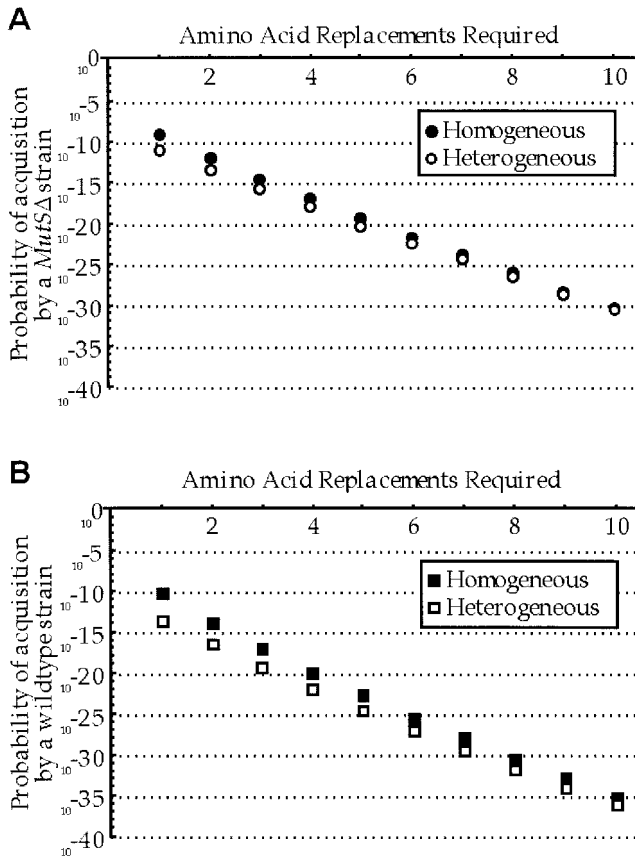 A
Amino Acid Replacements Required
2 4 6 8 10
Probability of acquisition
by a MutSΔ strain
10 0
10 -5
10 -10
10 -15
10 -20
10 -25
10 -30
10 -35
10 -40
Homogeneous
Heterogeneous
B
Amino Acid Replacements Required
2 4 6 8 10
Probability of acquisition
by a wildtype strain
10 0
10 -5
10 -10
10 -15
10 -20
10 -25
10 -30
10 -35
10 -40
Homogeneous
Heterogeneous